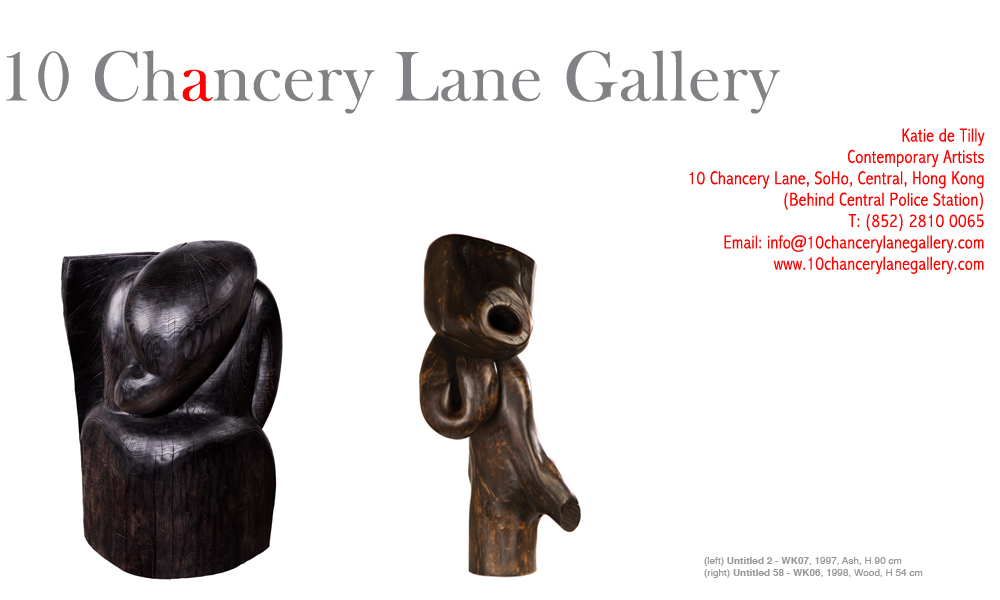 10 Chancery Lane Gallery
Katie de Tilly
Contemporary Artists
10 Chancery Lane, SoHo, Central, Hong Kong
(Behind Central Police Station)
T: (852) 2810 0065
Email: info@10chancerylanegallery.com
www.10chancerylanegallery.com
(left) Untitled 2 - WK07, 1997, Ash, H 90 cm
(right) Untitled 58 - WK06, 1998, Wood, H 54 cm